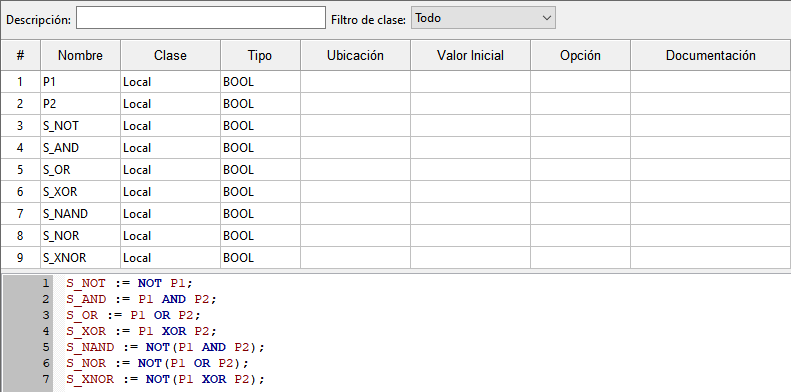 Descripción: Filtro de clase: Todo
# Nombre Clase Tipo Ubicación Valor Inicial Opción Documentación
1 P1 Local BOOL
2 P2 Local BOOL
3 S_NOT Local BOOL
4 S_AND Local BOOL
5 S_OR Local BOOL
6 S_XOR Local BOOL
7 S_NAND Local BOOL
8 S_NOR Local BOOL
9 S_XNOR Local BOOL
1 S_NOT := NOT P1;
2 S_AND := P1 AND P2;
3 S_OR := P1 OR P2;
4 S_XOR := P1 XOR P2;
5 S_NAND := NOT(P1 AND P2);
6 S_NOR := NOT(P1 OR P2);
7 S_XNOR := NOT(P1 XOR P2);